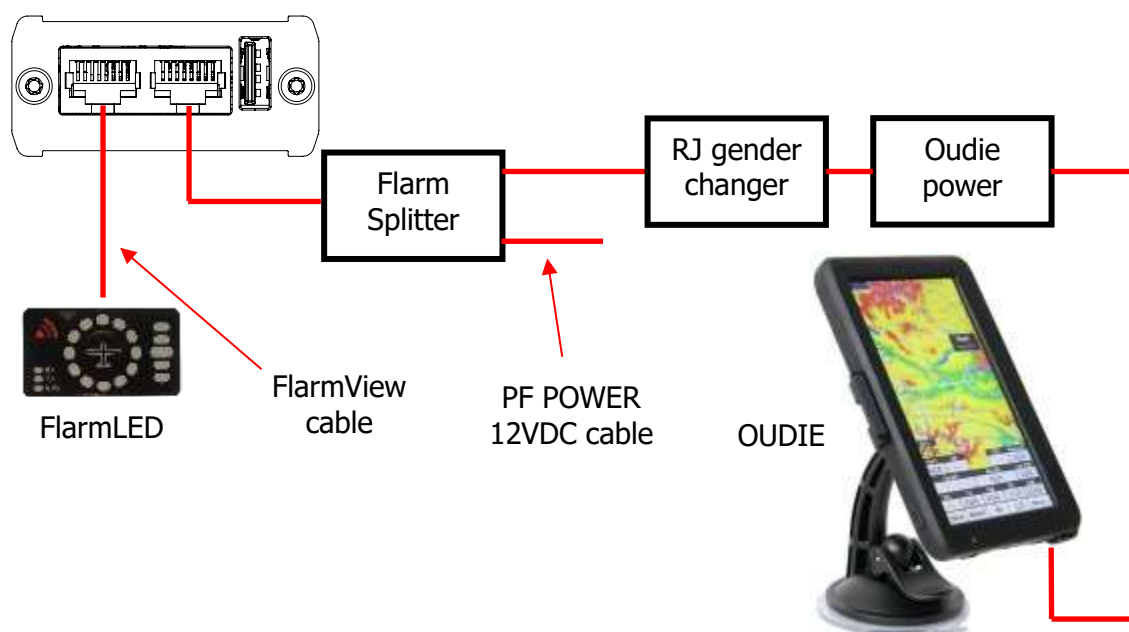 Flarm
Splitter
RJ gender
changer
Oudie
power
FlarmLED
FlarmView
cable
PF POWER
12VDC cable
OUDIE